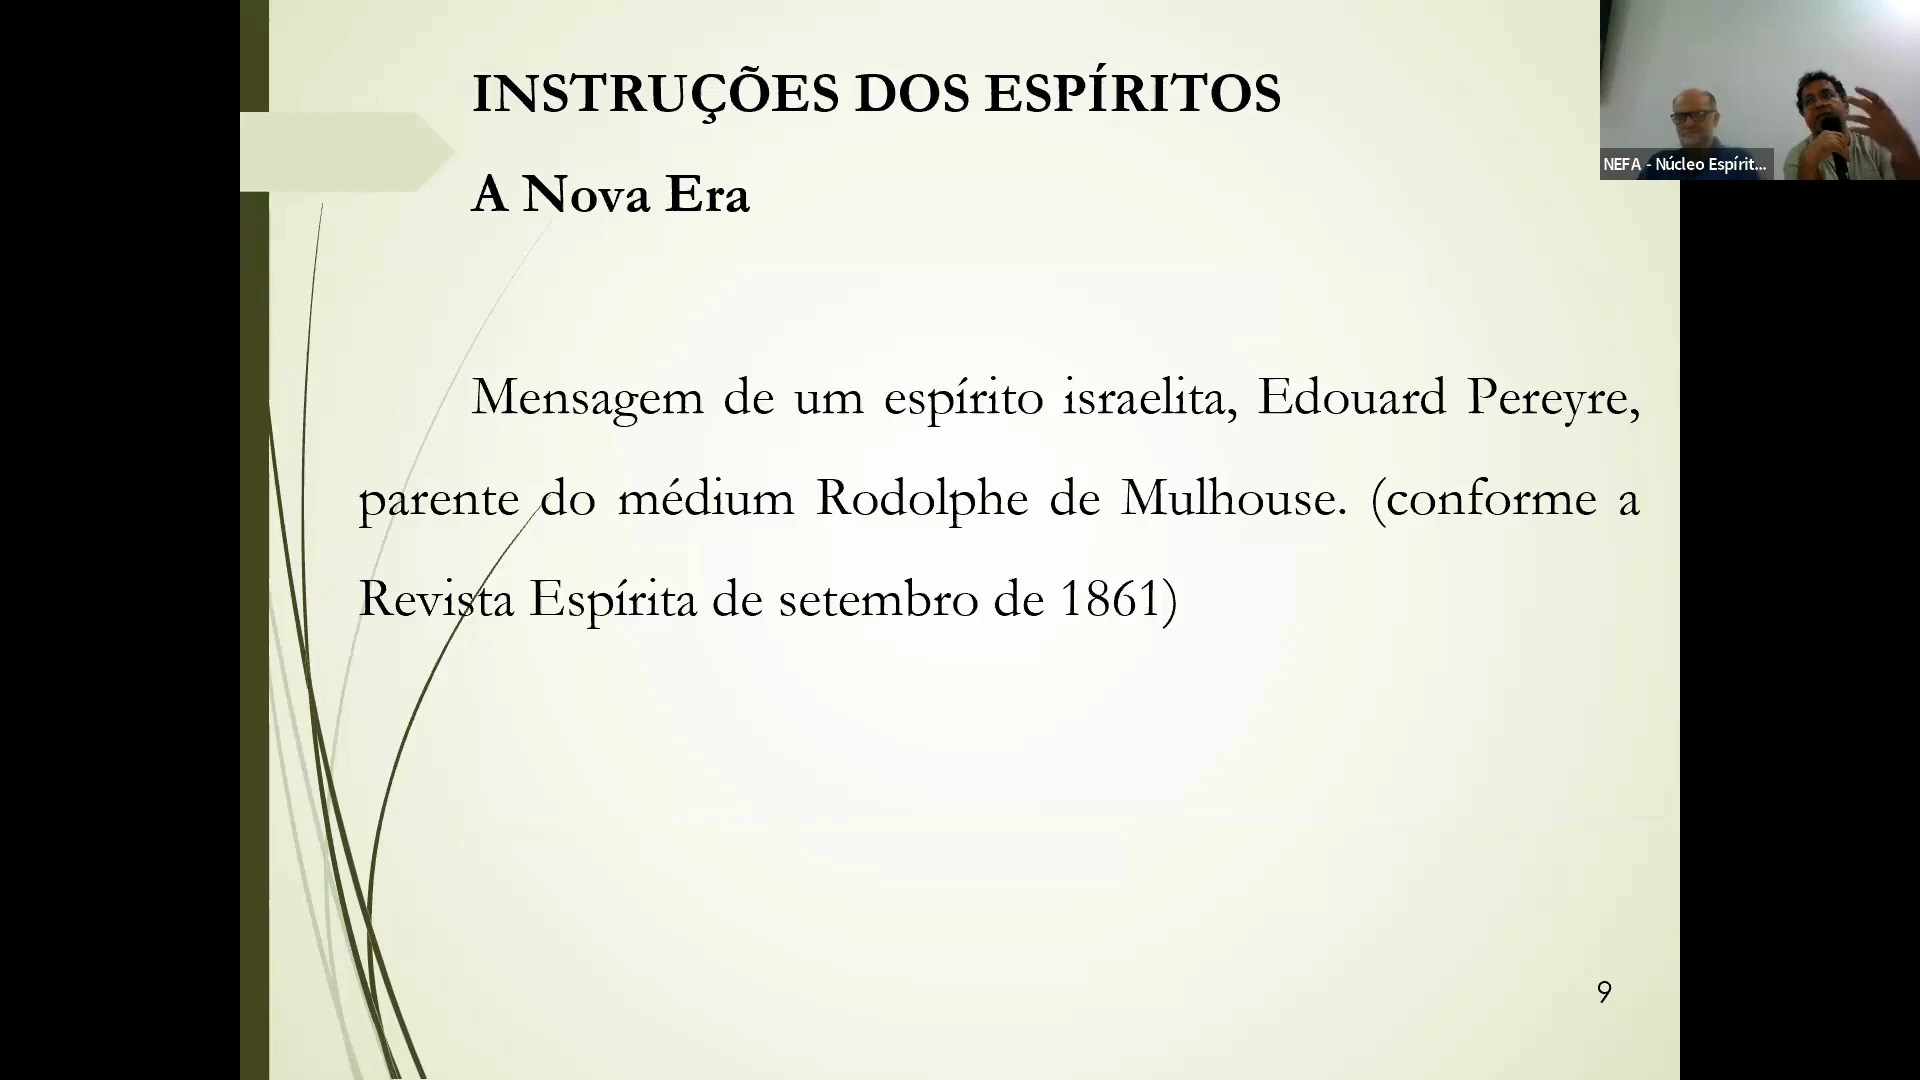 INSTRUÇÕES DOS ESPÍRITOS
A Nova Era
Mensagem de um espírito israelita, Edouard Pereyre,
parente do médium Rodolphe de Mulhouse. (conforme a
Revista Espírita de setembro de 1861)
NEFA - Núcleo Espírit...
9